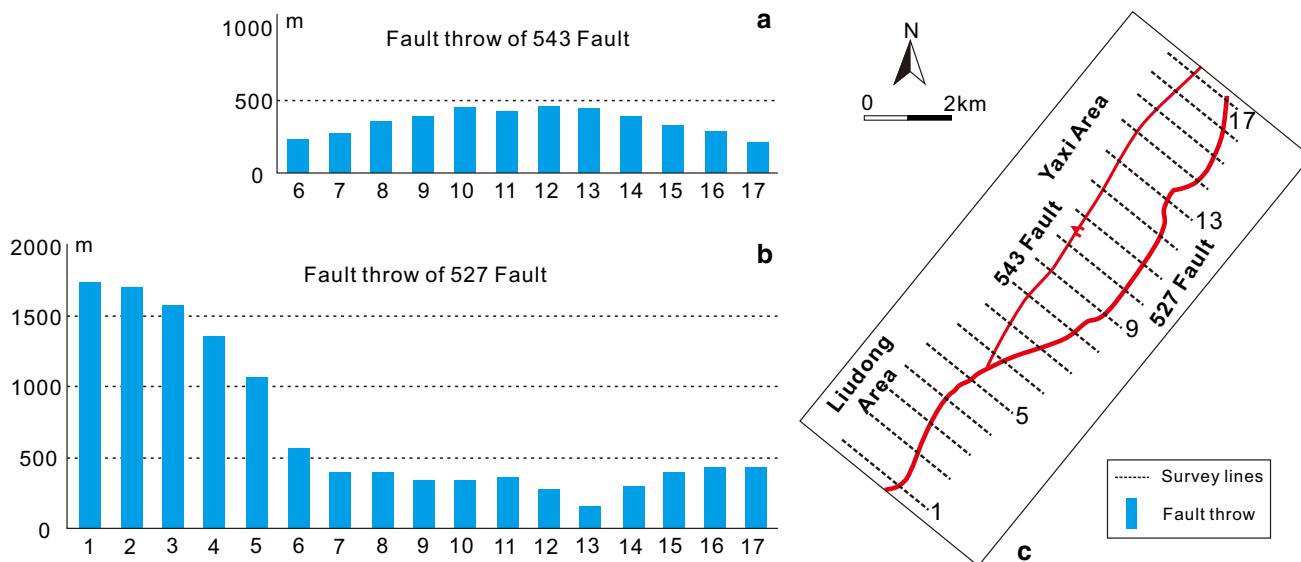 1000 m
Fault throw of 543 Fault
a
500
0
6 7 8 9 10 11 12 13 14 15 16 17
2000 m
Fault throw of 527 Fault
b
1500
1000
500
0
1 2 3 4 5 6 7 8 9 10 11 12 13 14 15 16 17
N
0 2km
Yaxi Area
543 Fault
527 Fault
Liudong
Area
17
13
9
5
1
Survey lines
Fault throw
c